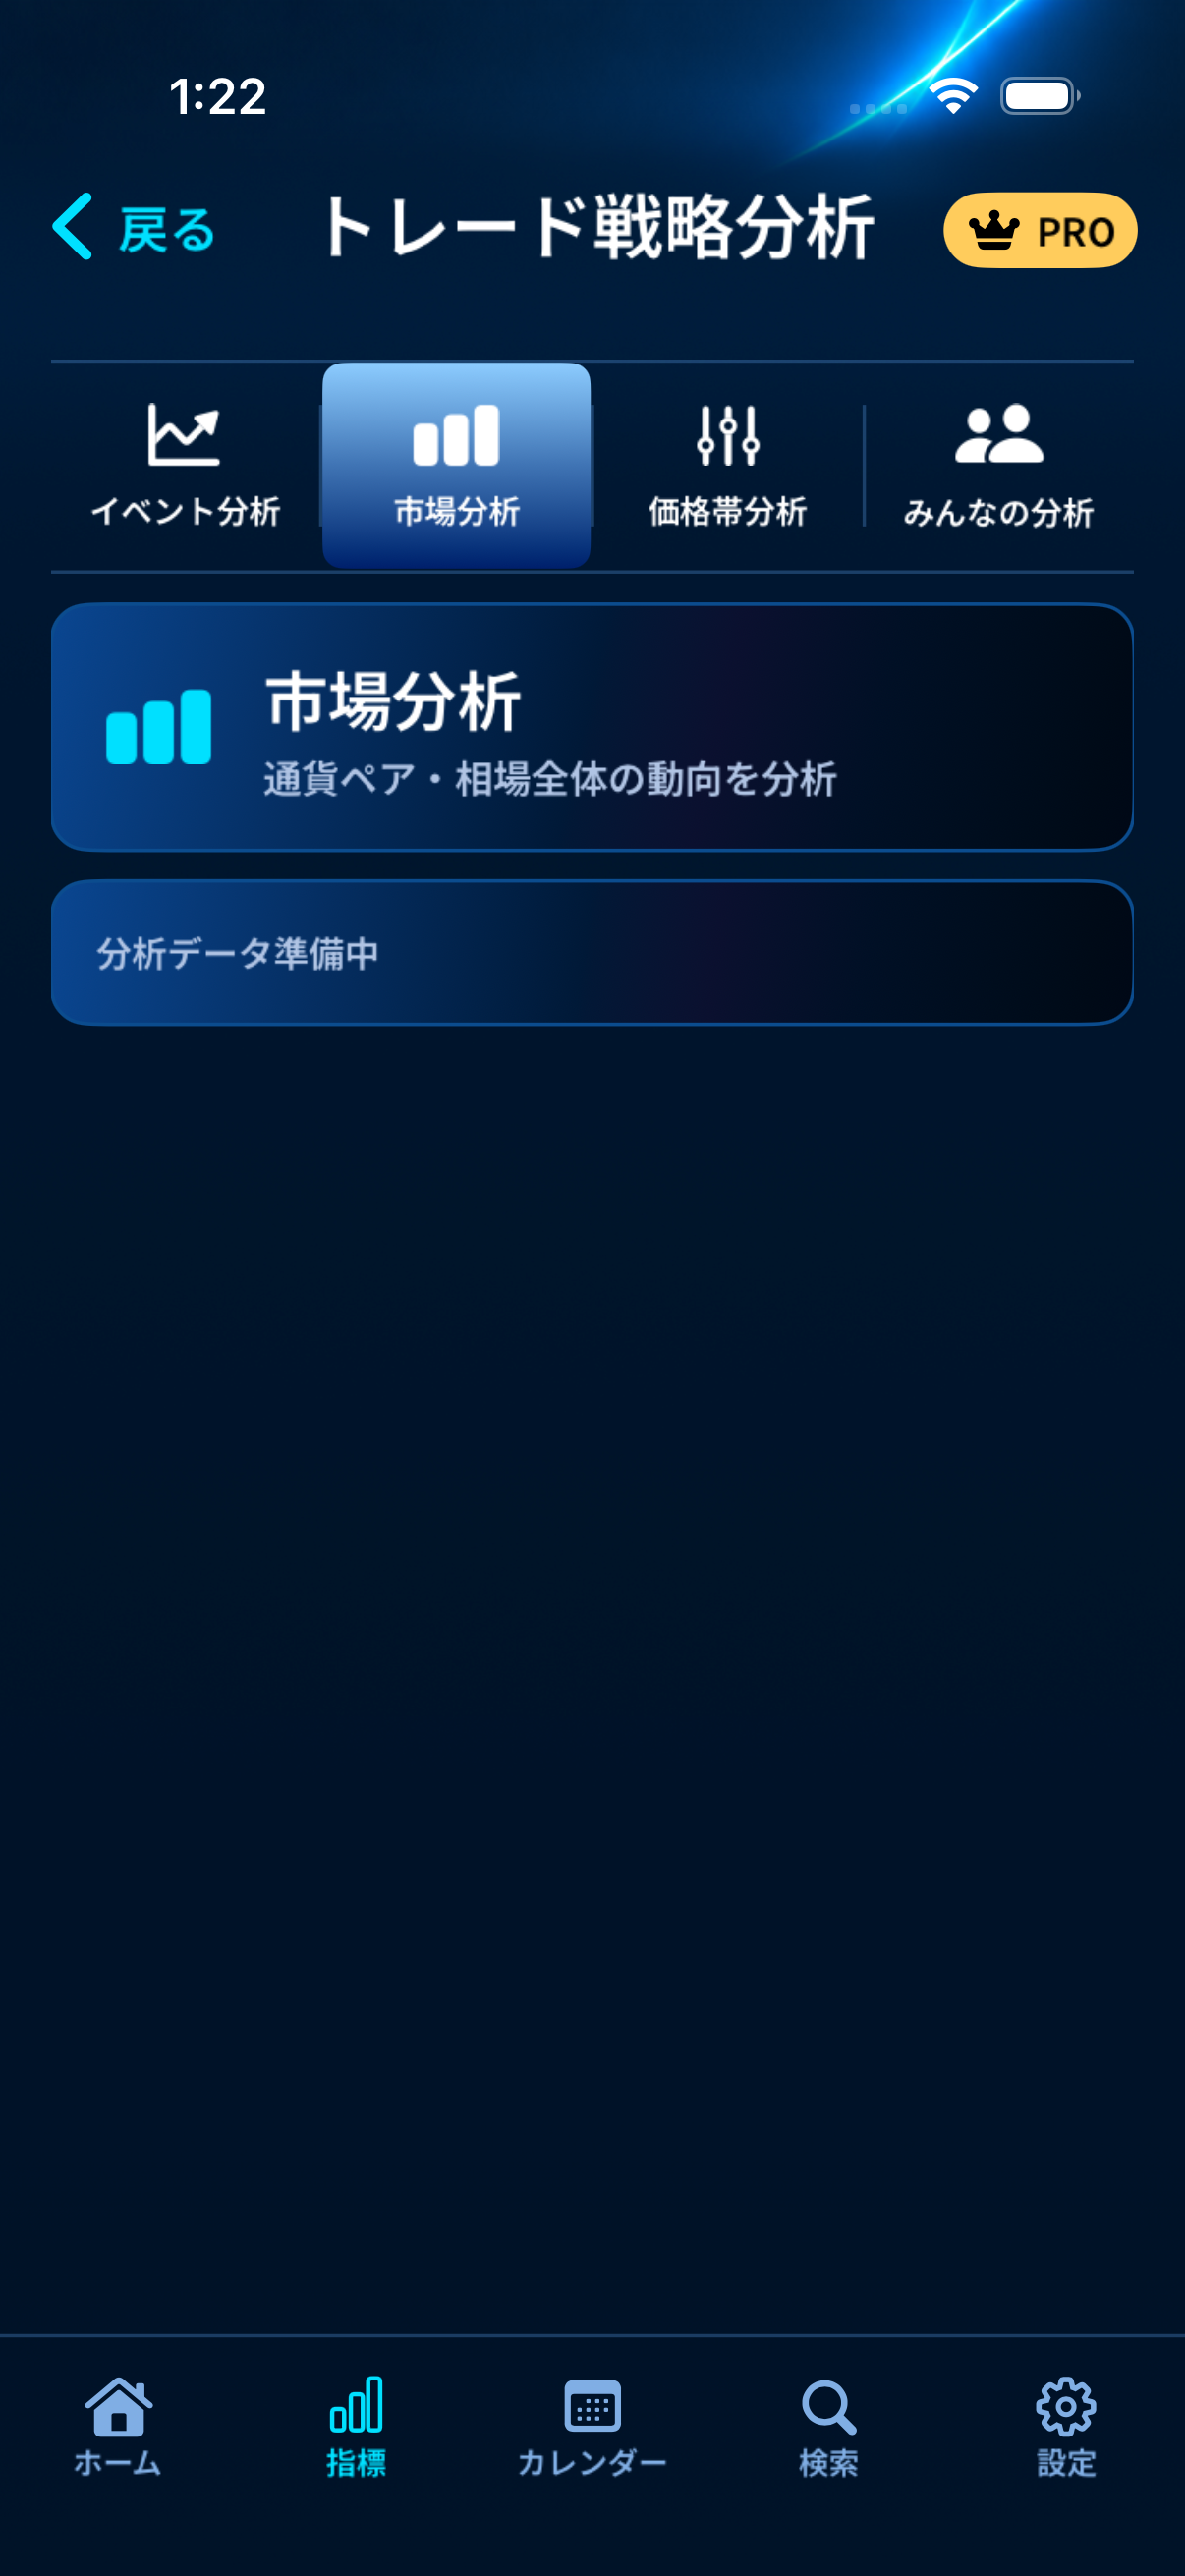 1:22
戻る
トレード戦略分析
PRO
イベント分析
市場分析
価格帯分析
みんなの分析
市場分析
通貨ペア・相場全体の動向を分析
分析データ準備中
ホーム
指標
カレンダー
検索
設定